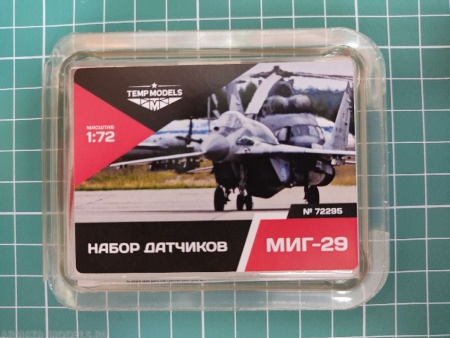 TEMP MODELS
МАСШТАБ
1:72
№ 72295
НАБОР ДАТЧИКОВ
МИГ-29